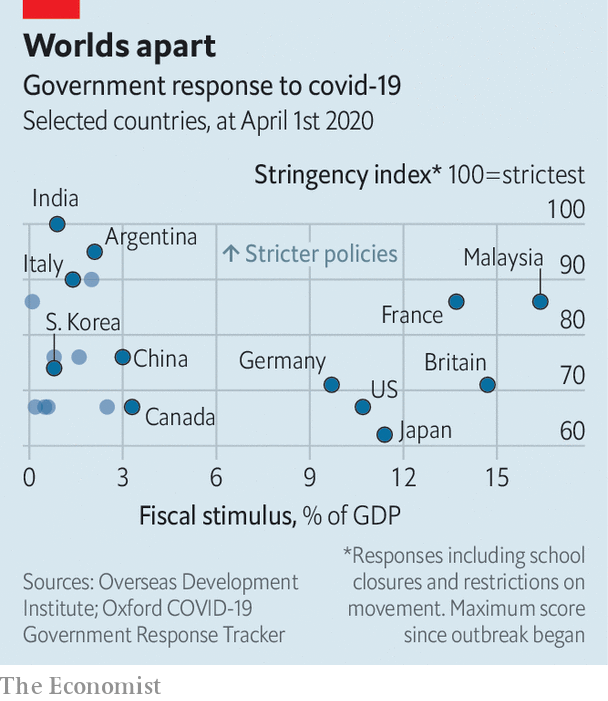 Worlds apart
Government response to covid-19
Selected countries, at April 1st 2020
Stringency index* 100=strictest
India
100
Argentina
↑ Stricter policies
Malaysia
Italy
90
France
80
S. Korea
China
Germany
Britain
70
US
Canada
Japan
60
0 3 6 9 12 15
Fiscal stimulus, % of GDP
Sources: Overseas Development
Institute; Oxford COVID-19
Government Response Tracker
*Responses including school
closures and restrictions on
movement. Maximum score
since outbreak began
The Economist